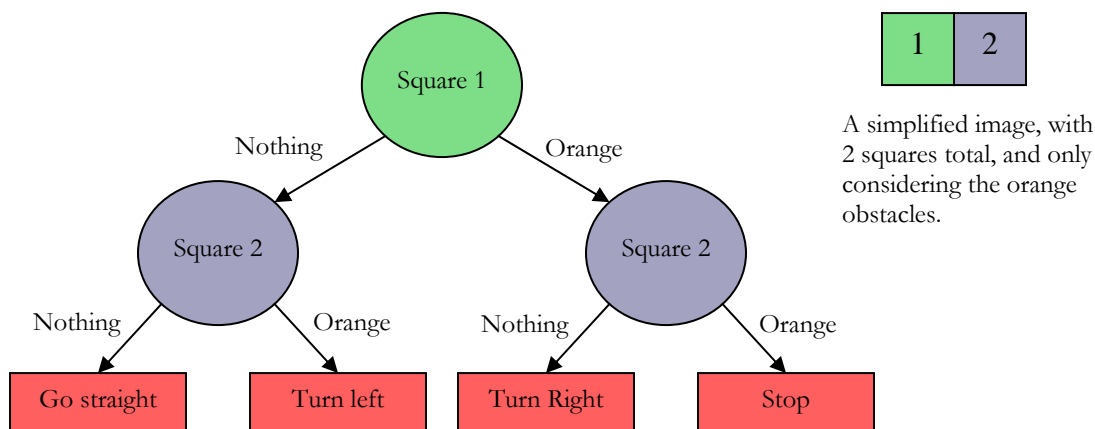 Square 1
1 2
A simplified image, with
2 squares total, and only
considering the orange
obstacles.
Nothing
Orange
Square 2
Square 2
Nothing
Orange
Nothing
Orange
Go straight
Turn left
Turn Right
Stop